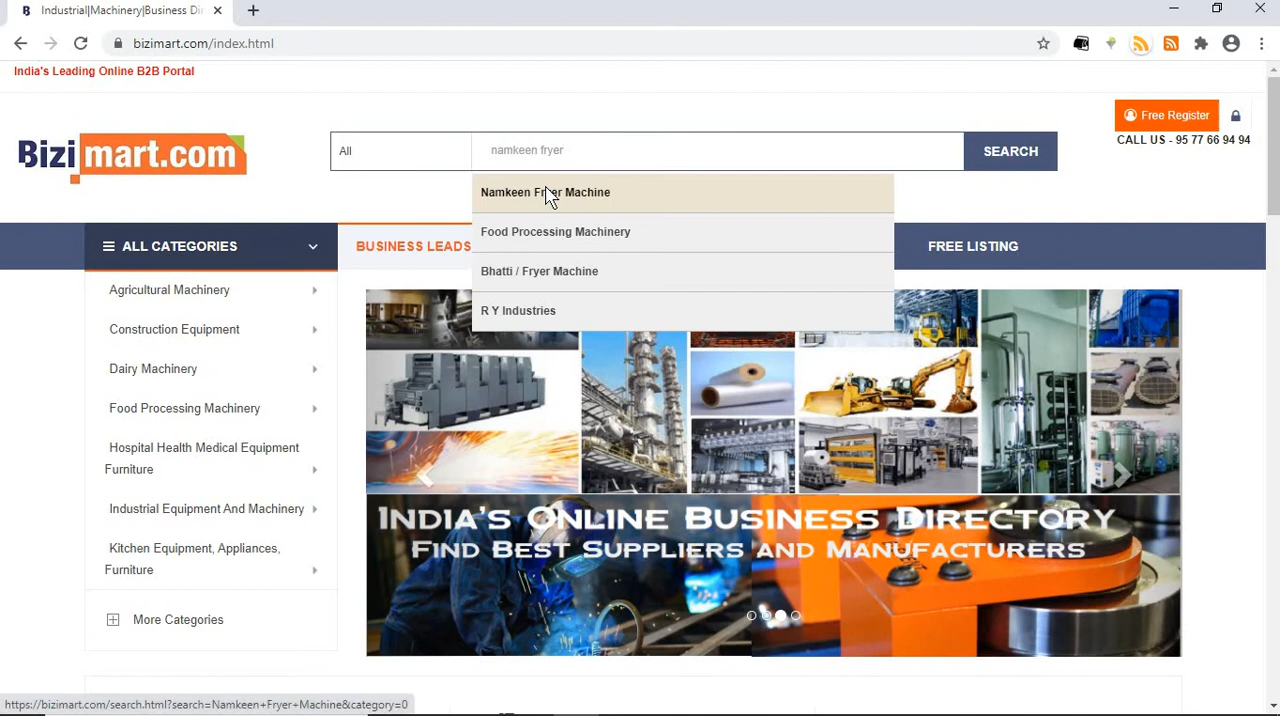 Industrial|Machinery|Business Di
bizimart.com/index.html
India's Leading Online B2B Portal
Bizimart.com
All
namkeen fryer
SEARCH
Free Register
CALL US - 95 77 66 94 94
Namkeen Fryer Machine
Food Processing Machinery
Bhatti / Fryer Machine
R Y Industries
ALL CATEGORIES
BUSINESS LEADS
FREE LISTING
Agricultural Machinery
Construction Equipment
Dairy Machinery
Food Processing Machinery
Hospital Health Medical Equipment
Furniture
Industrial Equipment And Machinery
Kitchen Equipment, Appliances,
Furniture
More Categories
India's Online Business Directory
Find Best Suppliers and Manufacturers
https://bizimart.com/search.html?search=Namkeen+Fryer+Machine&category=0